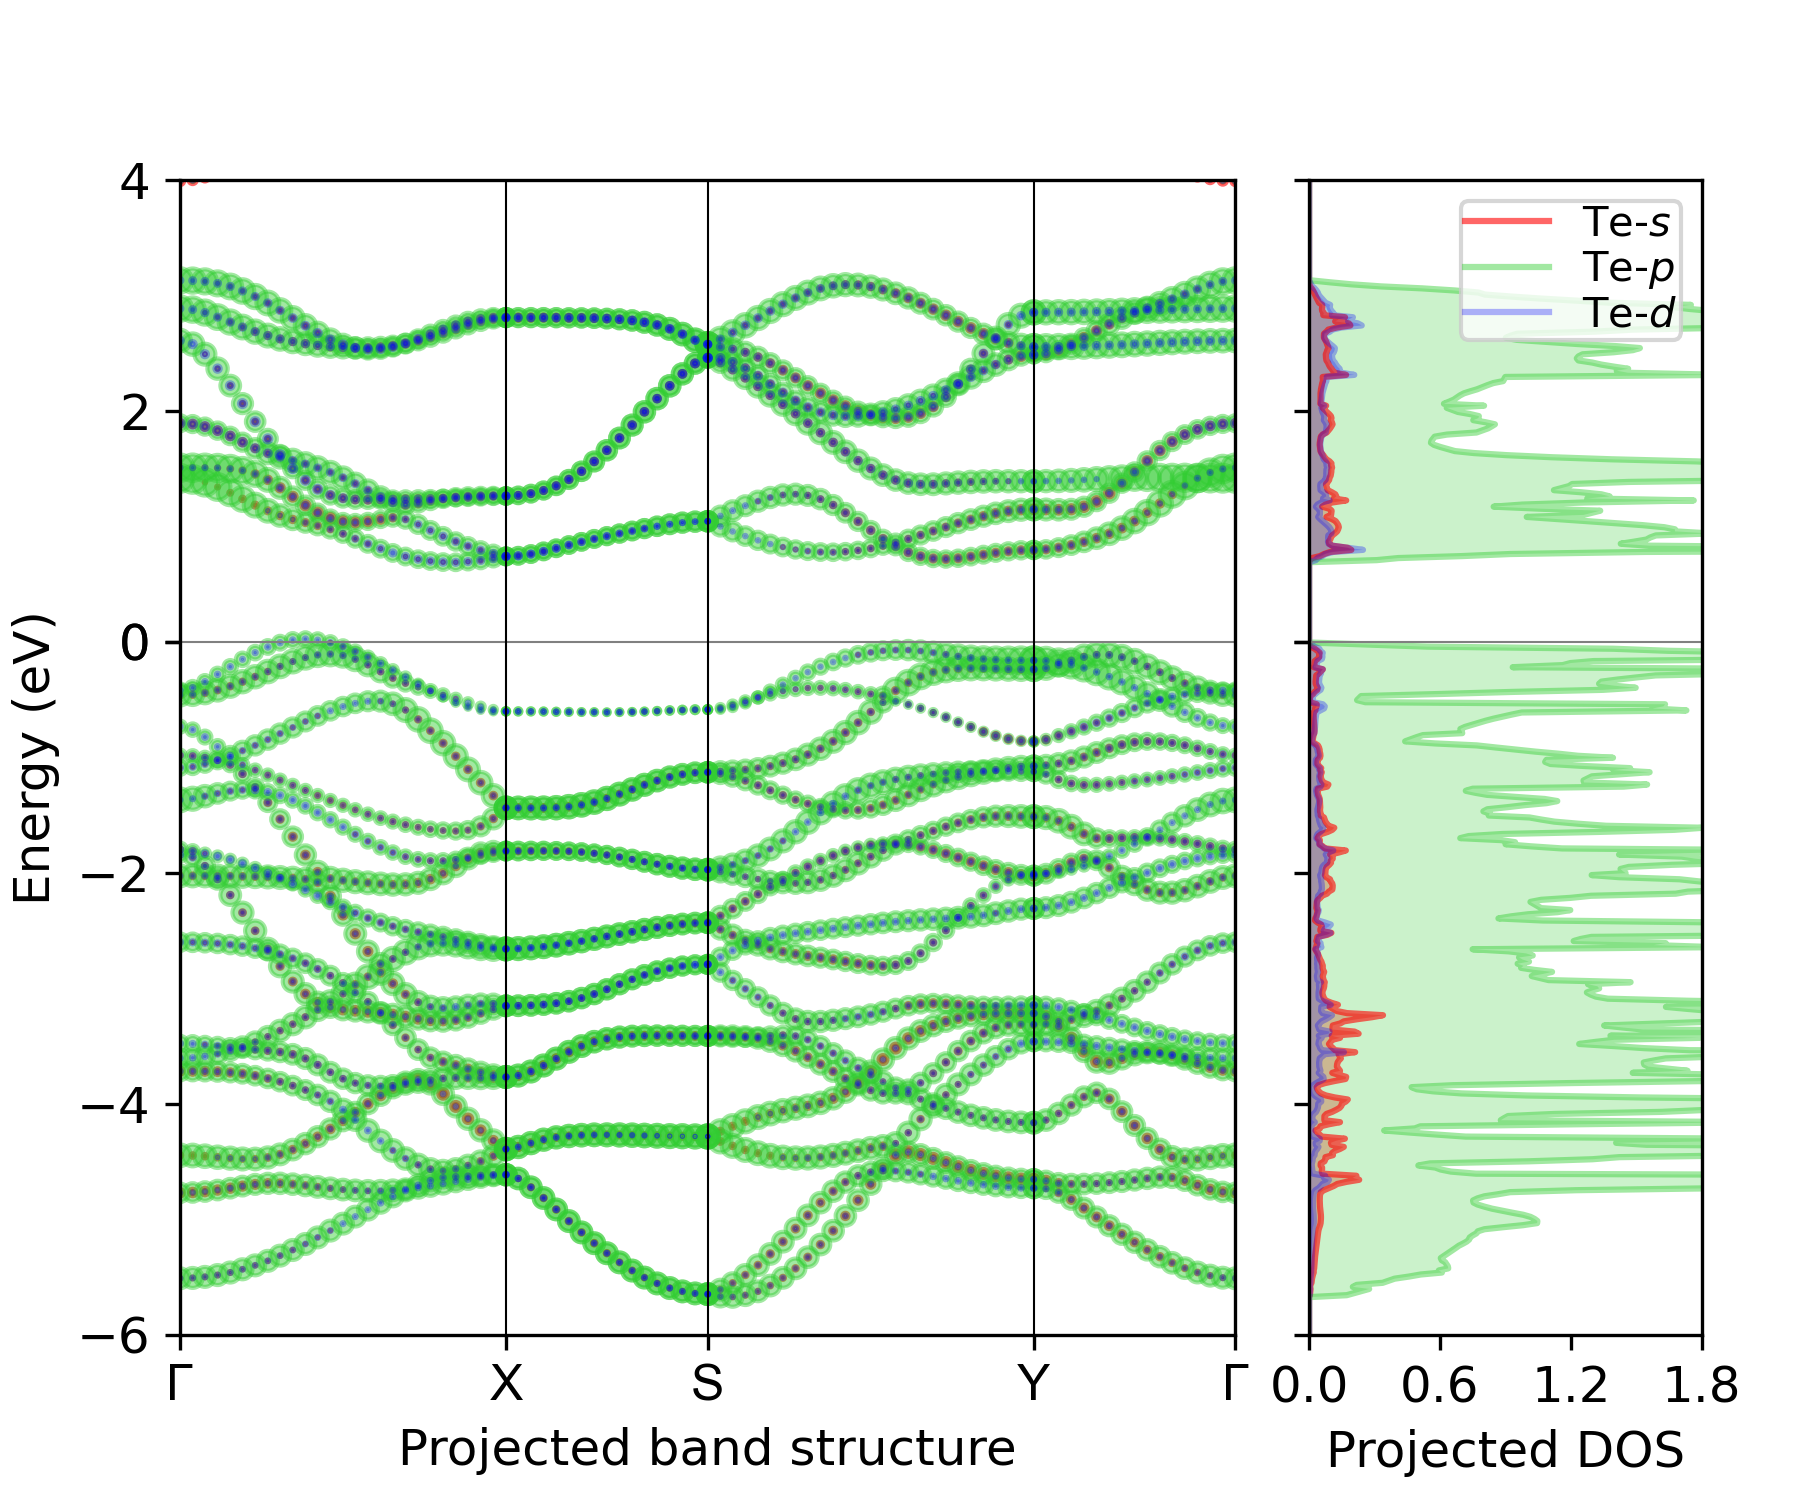 4
2
0
−2
−4
−6
Energy (eV)
Γ X S Y Γ
Projected band structure
Te-s
Te-p
Te-d
0.0 0.6 1.2 1.8
Projected DOS